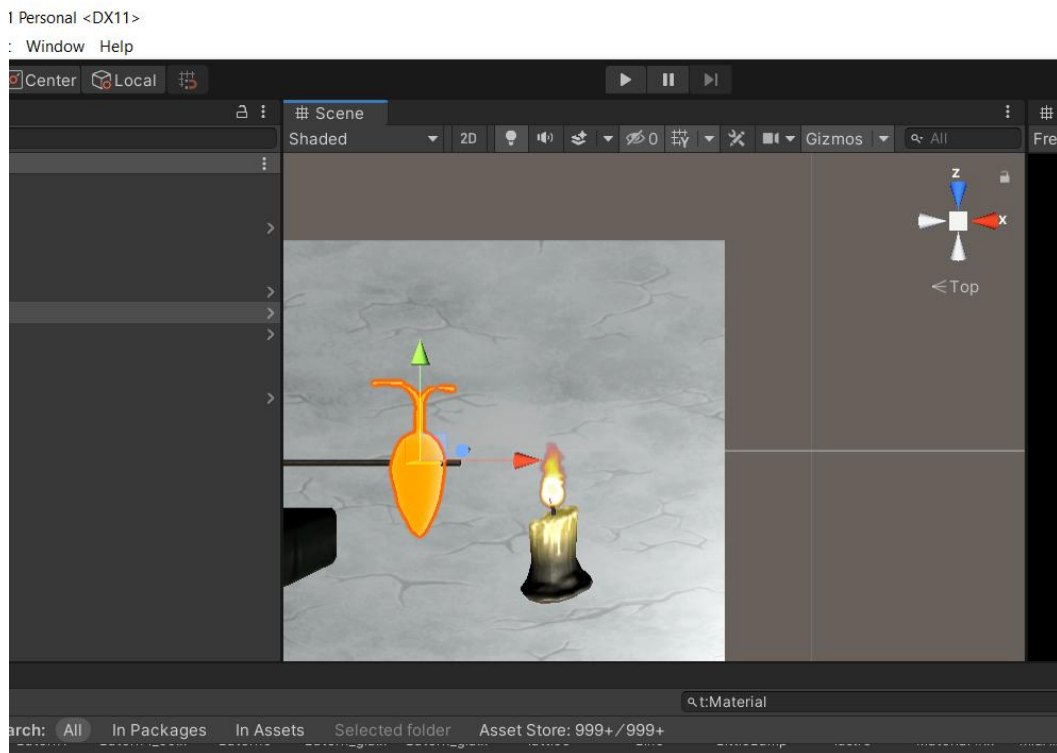 1 Personal <DX11>
Window Help
Center Local
Scene
Shaded 2D 0 Gizmos All Fre
z
x
Top
t:Material
arch: All In Packages In Assets Selected folder Asset Store: 999+/999+